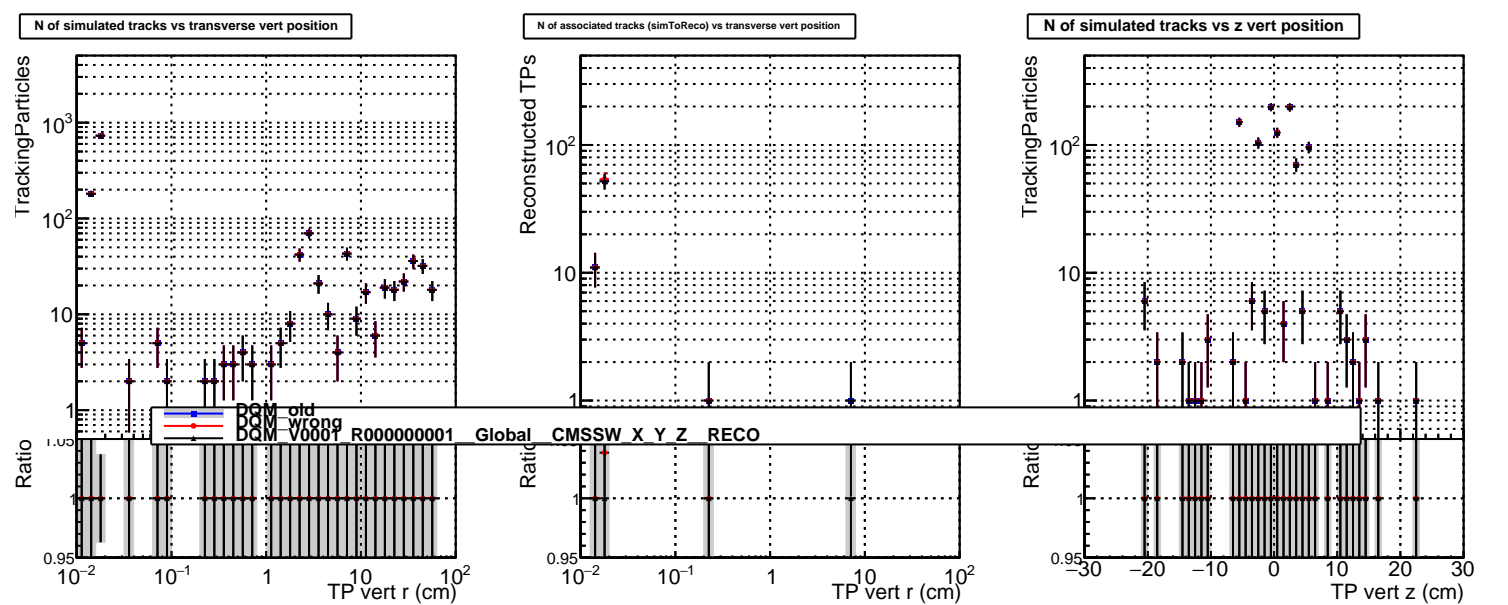 N of simulated tracks vs transverse vert position
TrackingParticles
10³
10²
10
1
1.05
Ratio
1
0.95
10⁻²
10⁻¹
1
10
10²
TP vert r (cm)
N of associated tracks (simToReco) vs transverse vert position
Reconstructed TPs
10²
10
1
Ratio
1
0.95
10⁻²
10⁻¹
1
10
10²
TP vert r (cm)
N of simulated tracks vs z vert position
TrackingParticles
10²
10
1
Ratio
1
0.95
−30
−20
−10
0
10
20
30
TP vert z (cm)
DQM_old
DQM_wrong
DQM_V0001_R000000001__Global__CMSSW_X_Y_Z__RECO